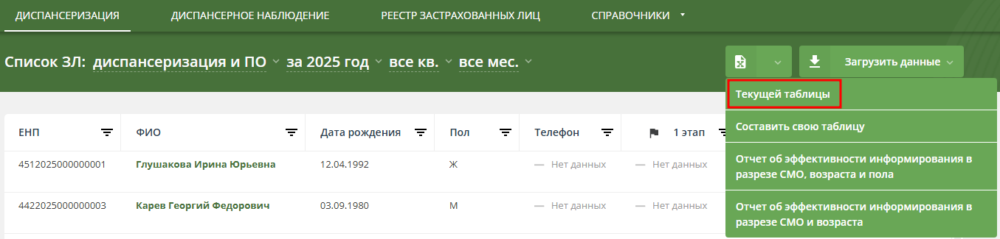 ДИСПАНСЕРИЗАЦИЯ ДИСПАНСЕРНОЕ НАБЛЮДЕНИЕ РЕЕСТР ЗАСТРАХОВАННЫХ ЛИЦ СПРАВОЧНИКИ
Список ЗЛ: диспансеризация и ПО за 2025 год все кв. все мес. Загрузить данные
Текущей таблицы
Составить свою таблицу
Отчет об эффективности информирования в
разрезе СМО, возраста и пола
Отчет об эффективности информирования в
разрезе СМО и возраста
ЕНП ФИО Дата рождения Пол Телефон 1 этап
4512025000000001 Глушакова Ирина Юрьевна 12.04.1992 Ж — Нет данных — Нет данных
4422025000000003 Карев Георгий Федорович 03.09.1980 М — Нет данных — Нет данных